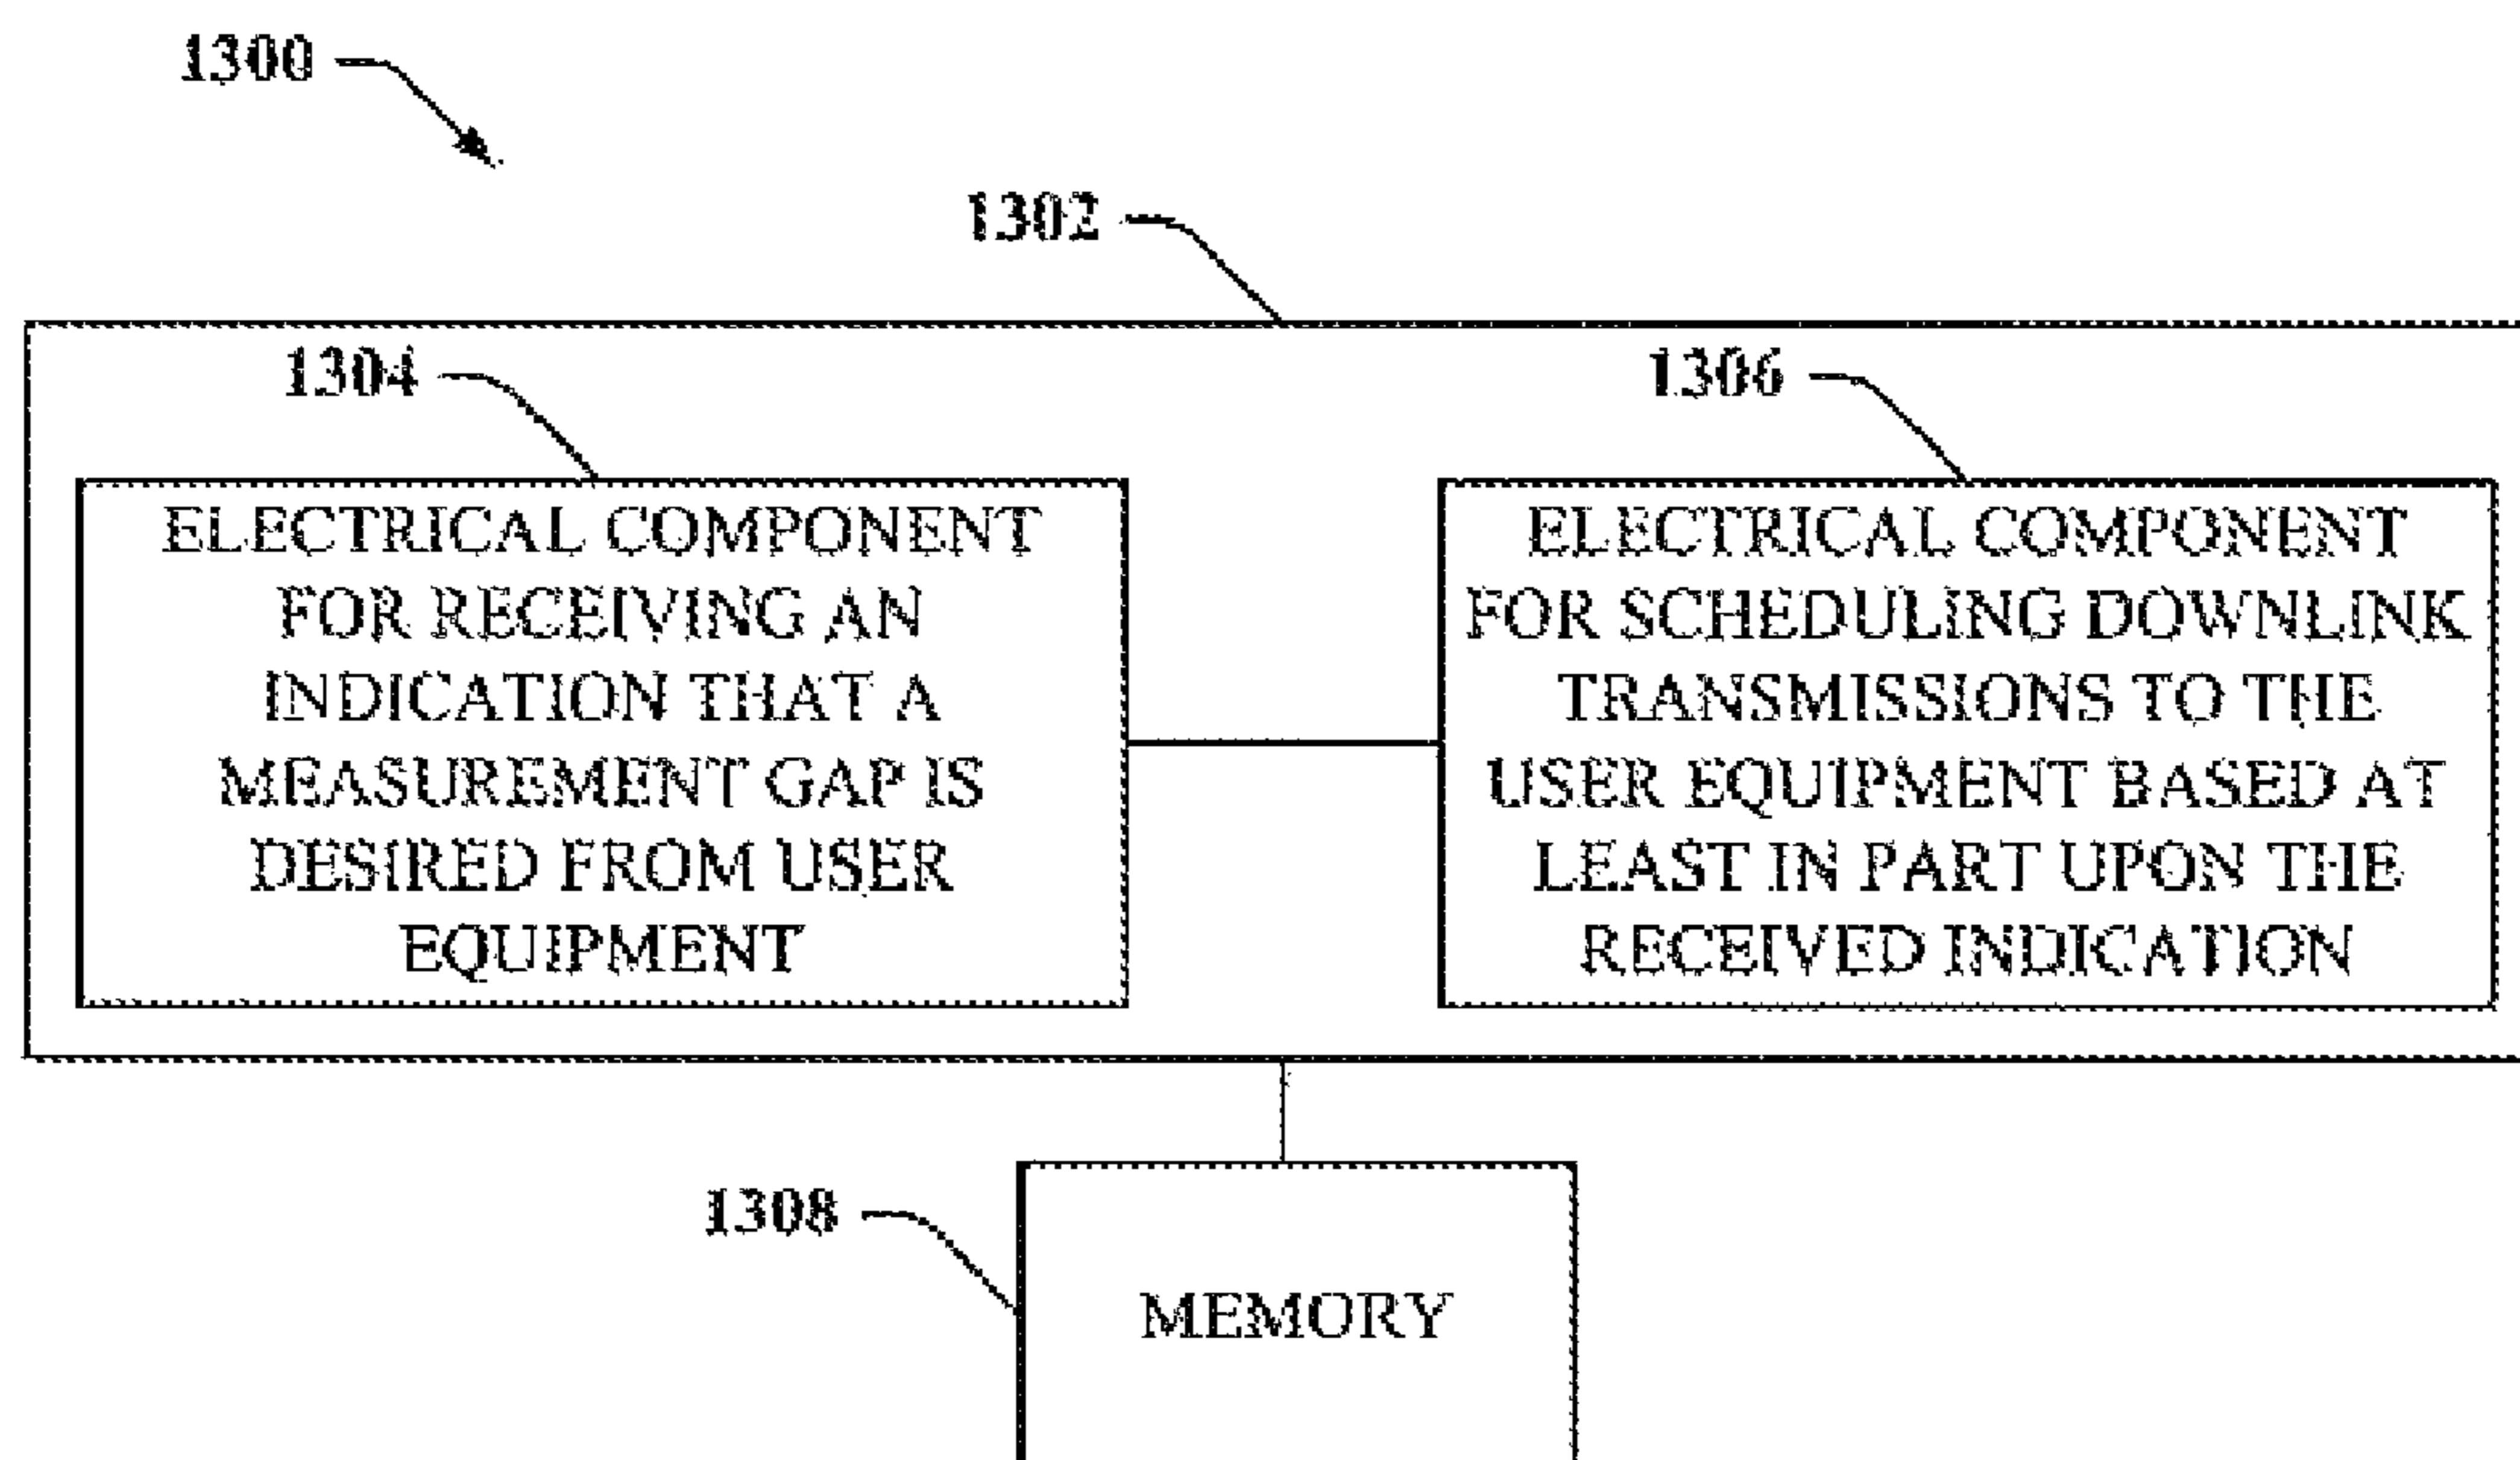 1300
1302
1304
1306
ELECTRICAL COMPONENT
FOR RECEIVING AN
INDICATION THAT A
MEASUREMENT GAP IS
DESIRED FROM USER
EQUIPMENT
ELECTRICAL COMPONENT
FOR SCHEDULING DOWNLINK
TRANSMISSIONS TO THE
USER EQUIPMENT BASED AT
LEAST IN PART UPON THE
RECEIVED INDICATION
1308
MEMORY